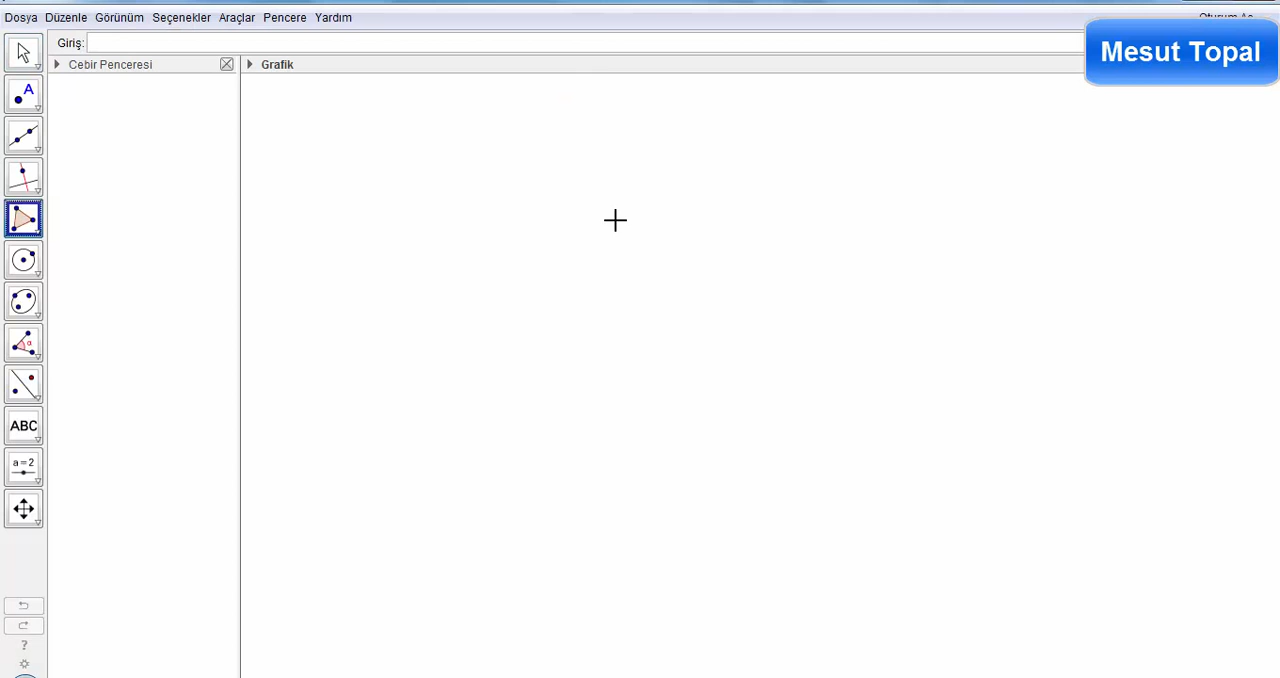 Dosya Düzenle Görünüm Seçenekler Araçlar Pencere Yardım
Giriş:
Mesut Topal
Cebir Penceresi
Grafik
A
α
ABC
a=2
?